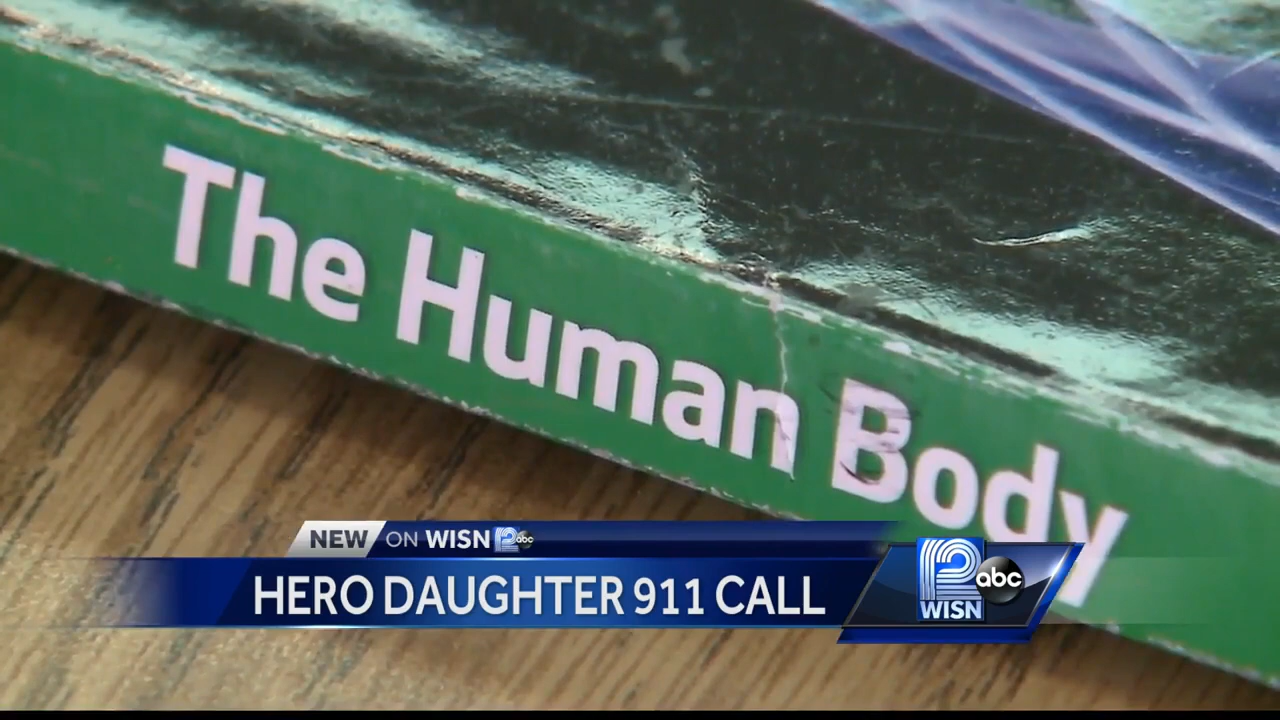 The Human Body
NEW ON WISN 12 abc
HERO DAUGHTER 911 CALL
12 abc
WISN